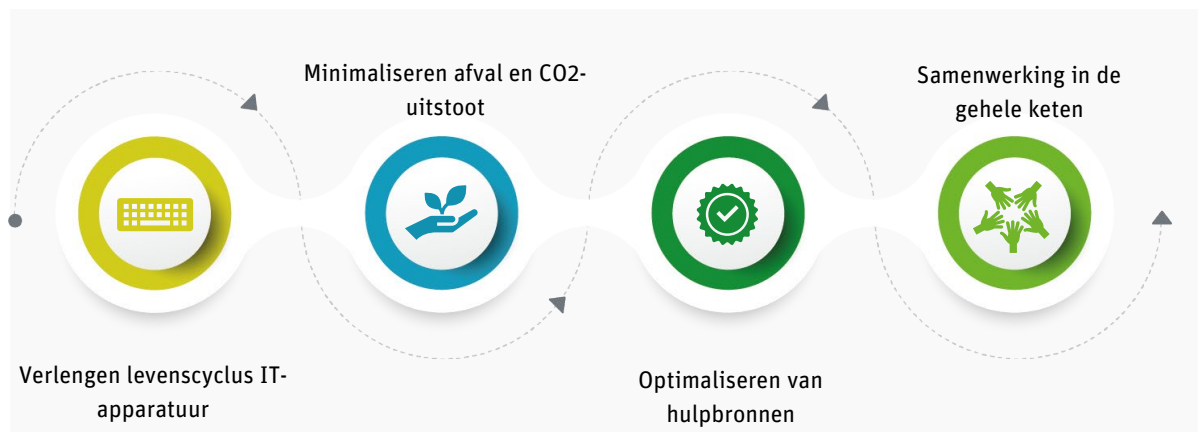 Verlengen levenscyclus IT-
apparatuur
Minimaliseren afval en CO2-
uitstoot
Optimaliseren van
hulpbronnen
Samenwerking in de
gehele keten